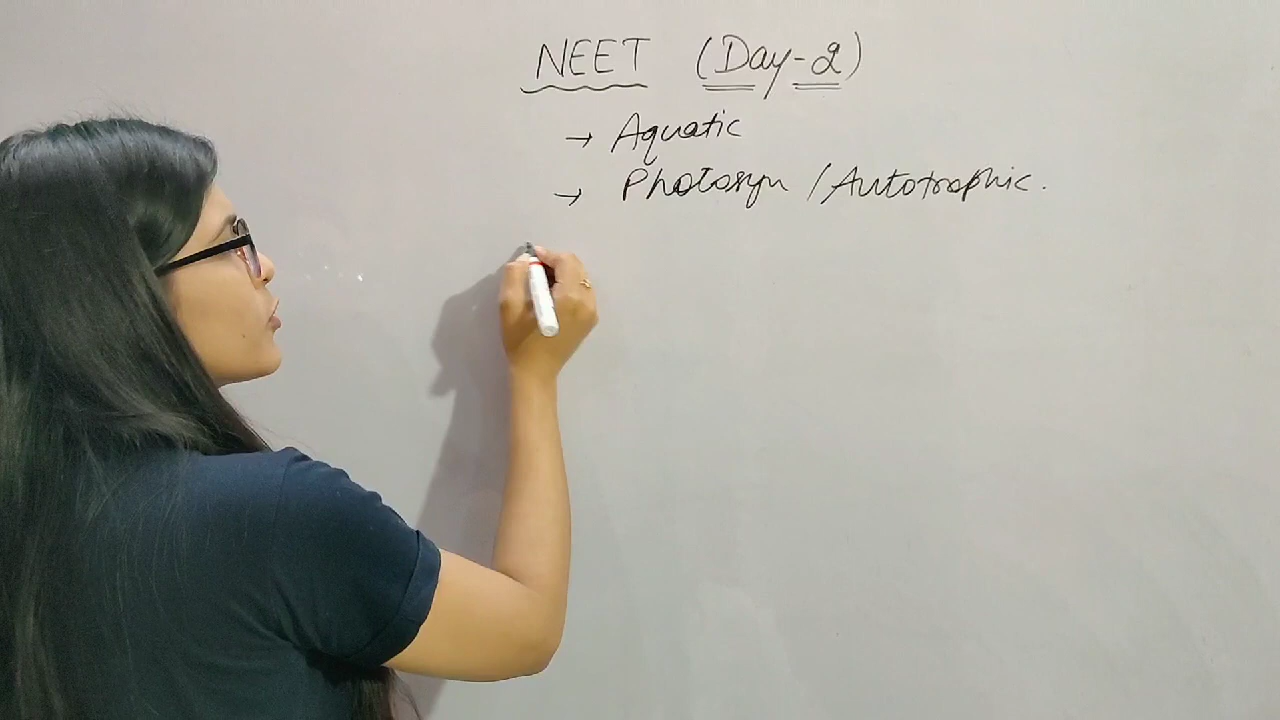 NEET (Day-2)
→ Aquatic
→ Photosyn / Autotrophic.